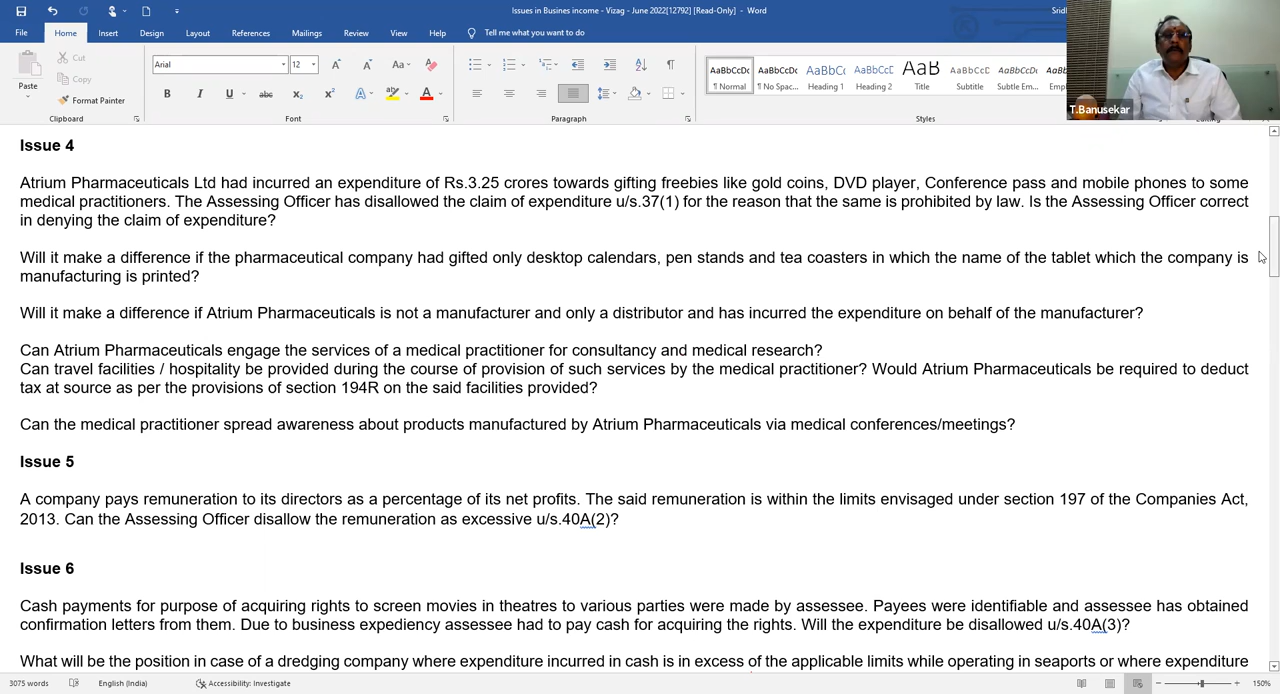 Issues in Busines income - Vizag - June 2022[12792] [Read-Only] - Word
Srid
File Home Insert Design Layout References Mailings Review View Help Tell me what you want to do
Cut
Copy
Format Painter
Paste
Clipboard
Arial 12
Font
Paragraph
AaBbCcDc AaBbCcDc AaBbCc AaBbCcC AaB AaBbCcD AaBbCcDt
¶ Normal ¶ No Spac... Heading 1 Heading 2 Title Subtitle Subtle Em...
Styles
T.Banusekar
Issue 4
Atrium Pharmaceuticals Ltd had incurred an expenditure of Rs.3.25 crores towards gifting freebies like gold coins, DVD player, Conference pass and mobile phones to some
medical practitioners. The Assessing Officer has disallowed the claim of expenditure u/s.37(1) for the reason that the same is prohibited by law. Is the Assessing Officer correct
in denying the claim of expenditure?
Will it make a difference if the pharmaceutical company had gifted only desktop calendars, pen stands and tea coasters in which the name of the tablet which the company is
manufacturing is printed?
Will it make a difference if Atrium Pharmaceuticals is not a manufacturer and only a distributor and has incurred the expenditure on behalf of the manufacturer?
Can Atrium Pharmaceuticals engage the services of a medical practitioner for consultancy and medical research?
Can travel facilities / hospitality be provided during the course of provision of such services by the medical practitioner? Would Atrium Pharmaceuticals be required to deduct
tax at source as per the provisions of section 194R on the said facilities provided?
Can the medical practitioner spread awareness about products manufactured by Atrium Pharmaceuticals via medical conferences/meetings?
Issue 5
A company pays remuneration to its directors as a percentage of its net profits. The said remuneration is within the limits envisaged under section 197 of the Companies Act,
2013. Can the Assessing Officer disallow the remuneration as excessive u/s.40A(2)?
Issue 6
Cash payments for purpose of acquiring rights to screen movies in theatres to various parties were made by assessee. Payees were identifiable and assessee has obtained
confirmation letters from them. Due to business expediency assessee had to pay cash for acquiring the rights. Will the expenditure be disallowed u/s.40A(3)?
What will be the position in case of a dredging company where expenditure incurred in cash is in excess of the applicable limits while operating in seaports or where expenditure
3075 words English (India) Accessibility: Investigate 150%